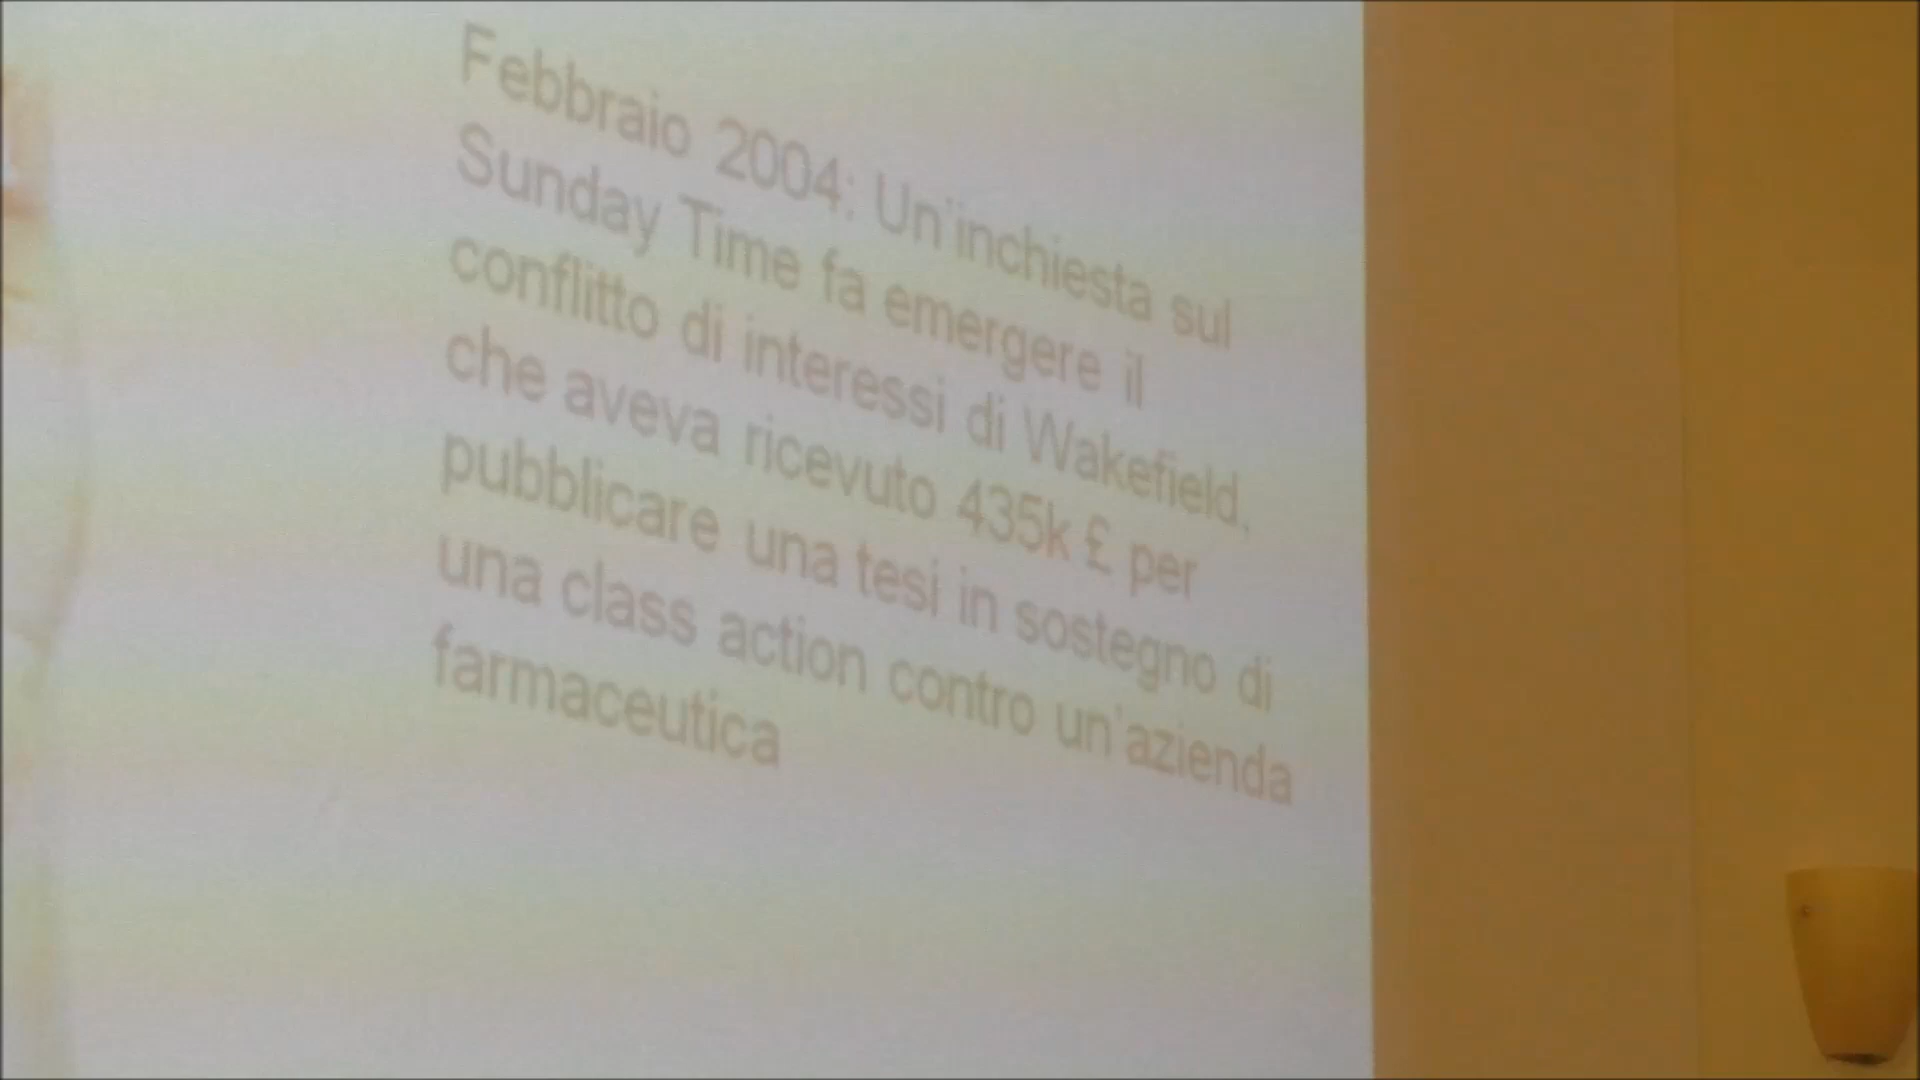 Febbraio 2004: Un'inchiesta sul
Sunday Time fa emergere il
conflitto di interessi di Wakefield,
che aveva ricevuto 435k £ per
pubblicare una tesi in sostegno di
una class action contro un'azienda
farmaceutica